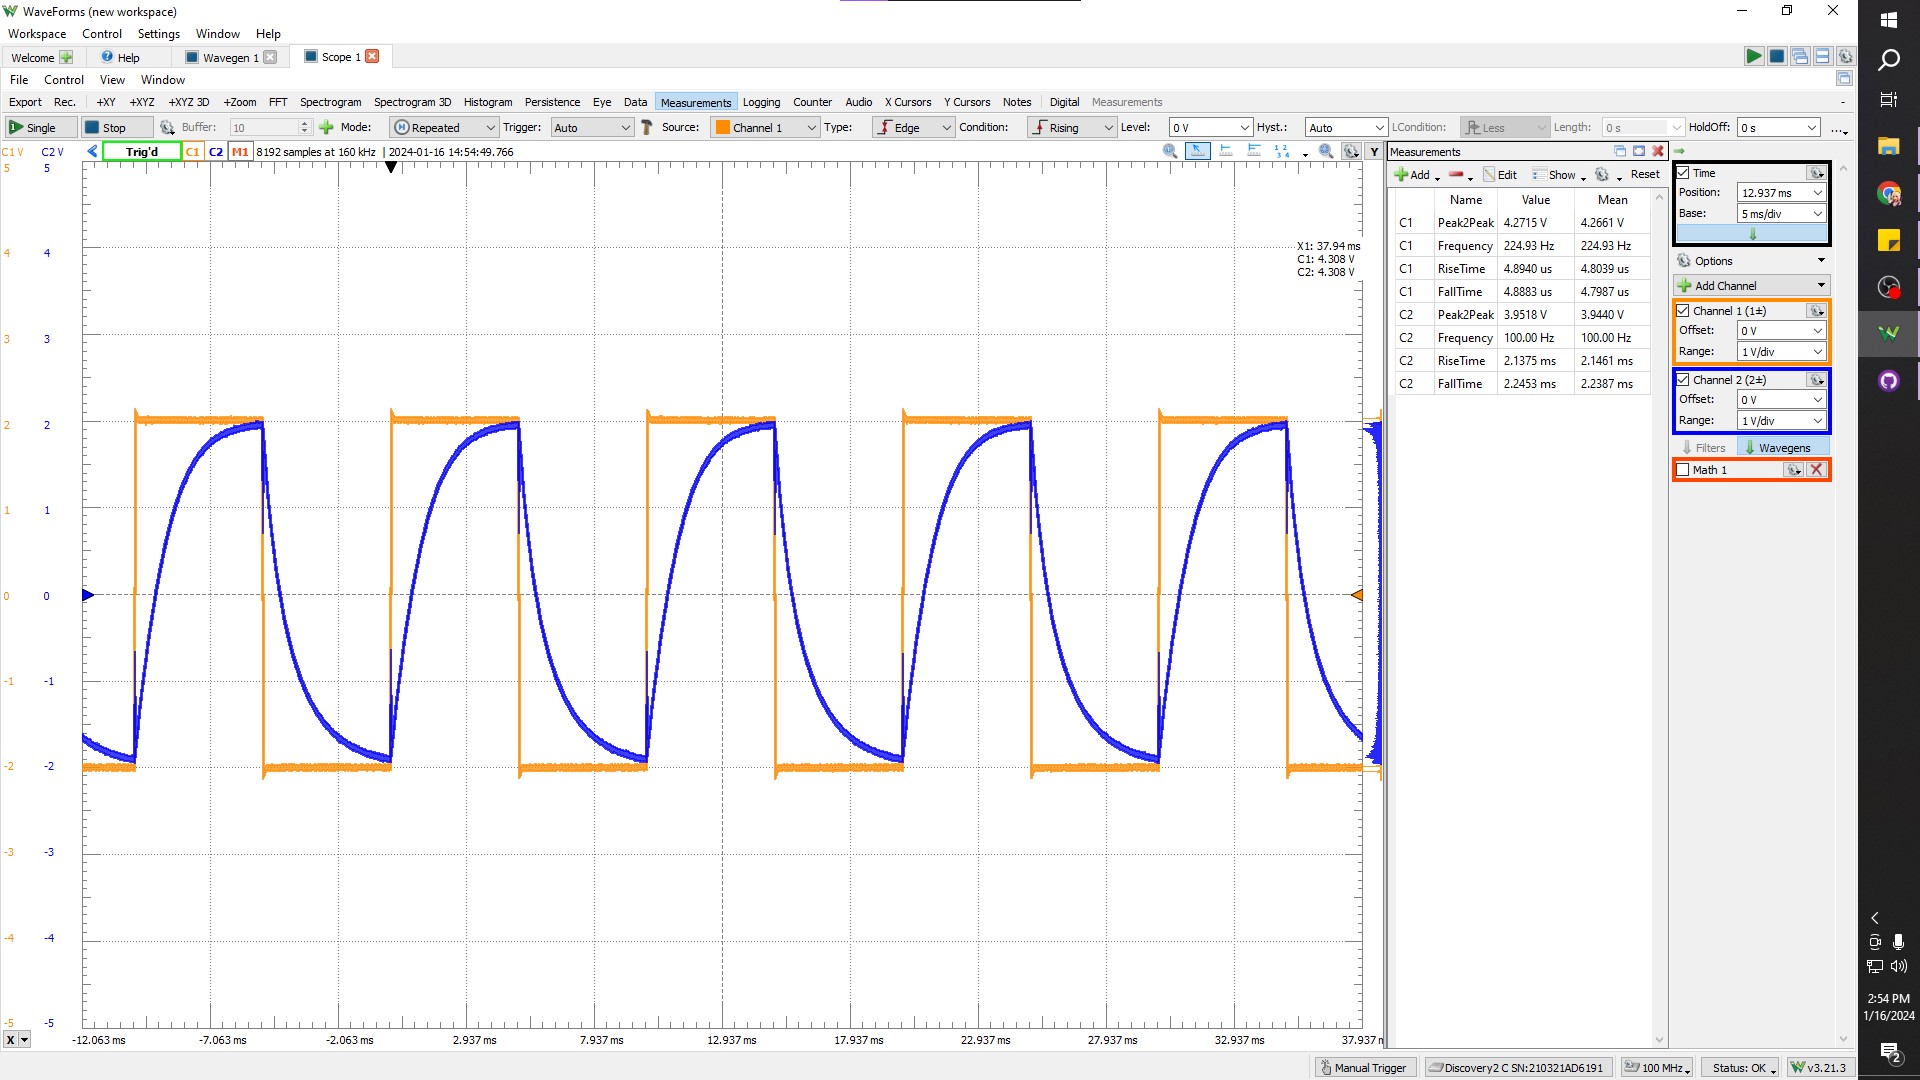 WaveForms (new workspace)
Workspace Control Settings Window Help
Welcome Help Wavegen 1 Scope 1
File Control View Window
Export Rec. +XY +XYZ +XYZ 3D +Zoom FFT Spectrogram Spectrogram 3D Histogram Persistence Eye Data Measurements Logging Counter Audio X Cursors Y Cursors Notes Digital Measurements
Single Stop Buffer: 10 Mode: Repeated Trigger: Auto Source: Channel 1 Type: Edge Condition: Rising Level: 0 V Hyst.: Auto LCondition: Less Length: 0 s HoldOff: 0 s ...
C1 V C2 V Trig'd C1 C2 M1 8192 samples at 160 kHz | 2024-01-16 14:54:49.766 Y
5 5
4 4
3 3
2 2
1 1
0 0
-1 -1
-2 -2
-3 -3
-4 -4
-5 -5
X1: 37.94 ms
C1: 4.308 V
C2: 4.308 V
X -12.063 ms -7.063 ms -2.063 ms 2.937 ms 7.937 ms 12.937 ms 17.937 ms 22.937 ms 27.937 ms 32.937 ms 37.937 m
Measurements
Add Edit Show Reset
Name Value Mean
C1 Peak2Peak 4.2715 V 4.2661 V
C1 Frequency 224.93 Hz 224.93 Hz
C1 RiseTime 4.8940 us 4.8039 us
C1 FallTime 4.8883 us 4.7987 us
C2 Peak2Peak 3.9518 V 3.9440 V
C2 Frequency 100.00 Hz 100.00 Hz
C2 RiseTime 2.1375 ms 2.1461 ms
C2 FallTime 2.2453 ms 2.2387 ms
Time
Position: 12.937 ms
Base: 5 ms/div
Options
Add Channel
Channel 1 (1±)
Offset: 0 V
Range: 1 V/div
Channel 2 (2±)
Offset: 0 V
Range: 1 V/div
Filters Wavegens
Math 1
Manual Trigger Discovery2 C SN:210321AD6191 100 MHz Status: OK v3.21.3
2:54 PM
1/16/2024
2